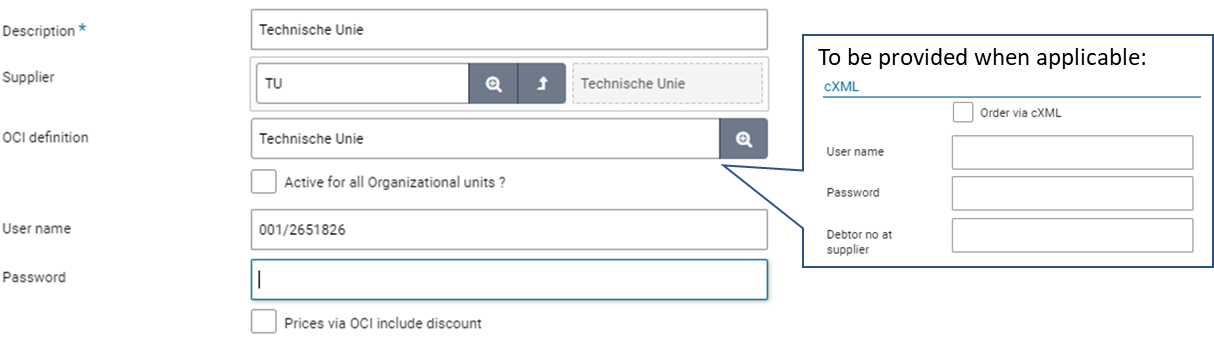 Description *
Technische Unie
Supplier
TU
Technische Unie
OCI definition
Technische Unie
Active for all Organizational units ?
User name
001/2651826
Password
Prices via OCI include discount
To be provided when applicable:
cXML
Order via cXML
User name
Password
Debtor no at
supplier